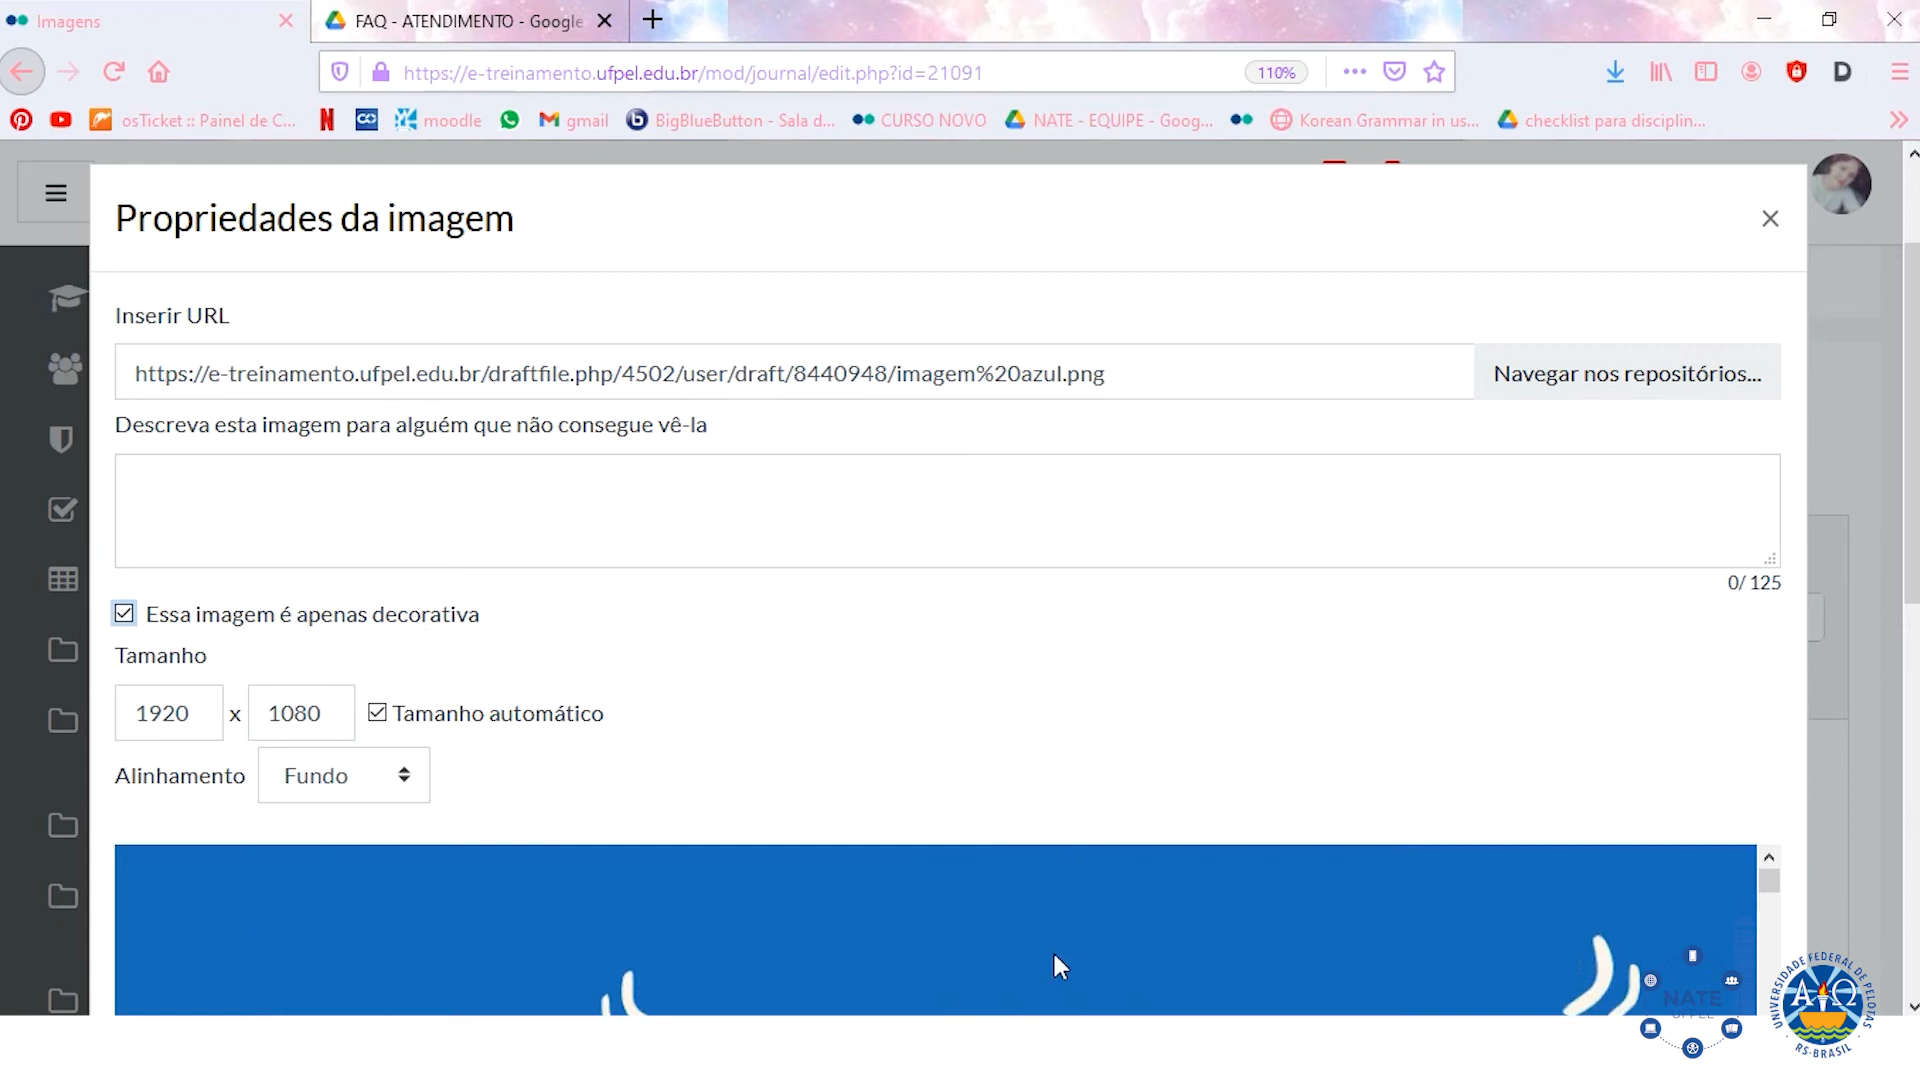 Imagens
FAQ - ATENDIMENTO - Google
https://e-treinamento.ufpel.edu.br/mod/journal/edit.php?id=21091
110%
D
osTicket :: Painel de C...
N
moodle
gmail
b
BigBlueButton - Sala d...
CURSO NOVO
NATE - EQUIPE - Goog...
Korean Grammar in us...
checklist para disciplin...
Propriedades da imagem
Inserir URL
https://e-treinamento.ufpel.edu.br/draftfile.php/4502/user/draft/8440948/imagem%20azul.png
Navegar nos repositórios...
Descreva esta imagem para alguém que não consegue vê-la
0/ 125
Essa imagem é apenas decorativa
Tamanho
1920 x 1080 Tamanho automático
Alinhamento Fundo
NATE
UFPEL
UNIVERSIDADE FEDERAL DE PELOTAS
ΑΩ
RS-BRASIL